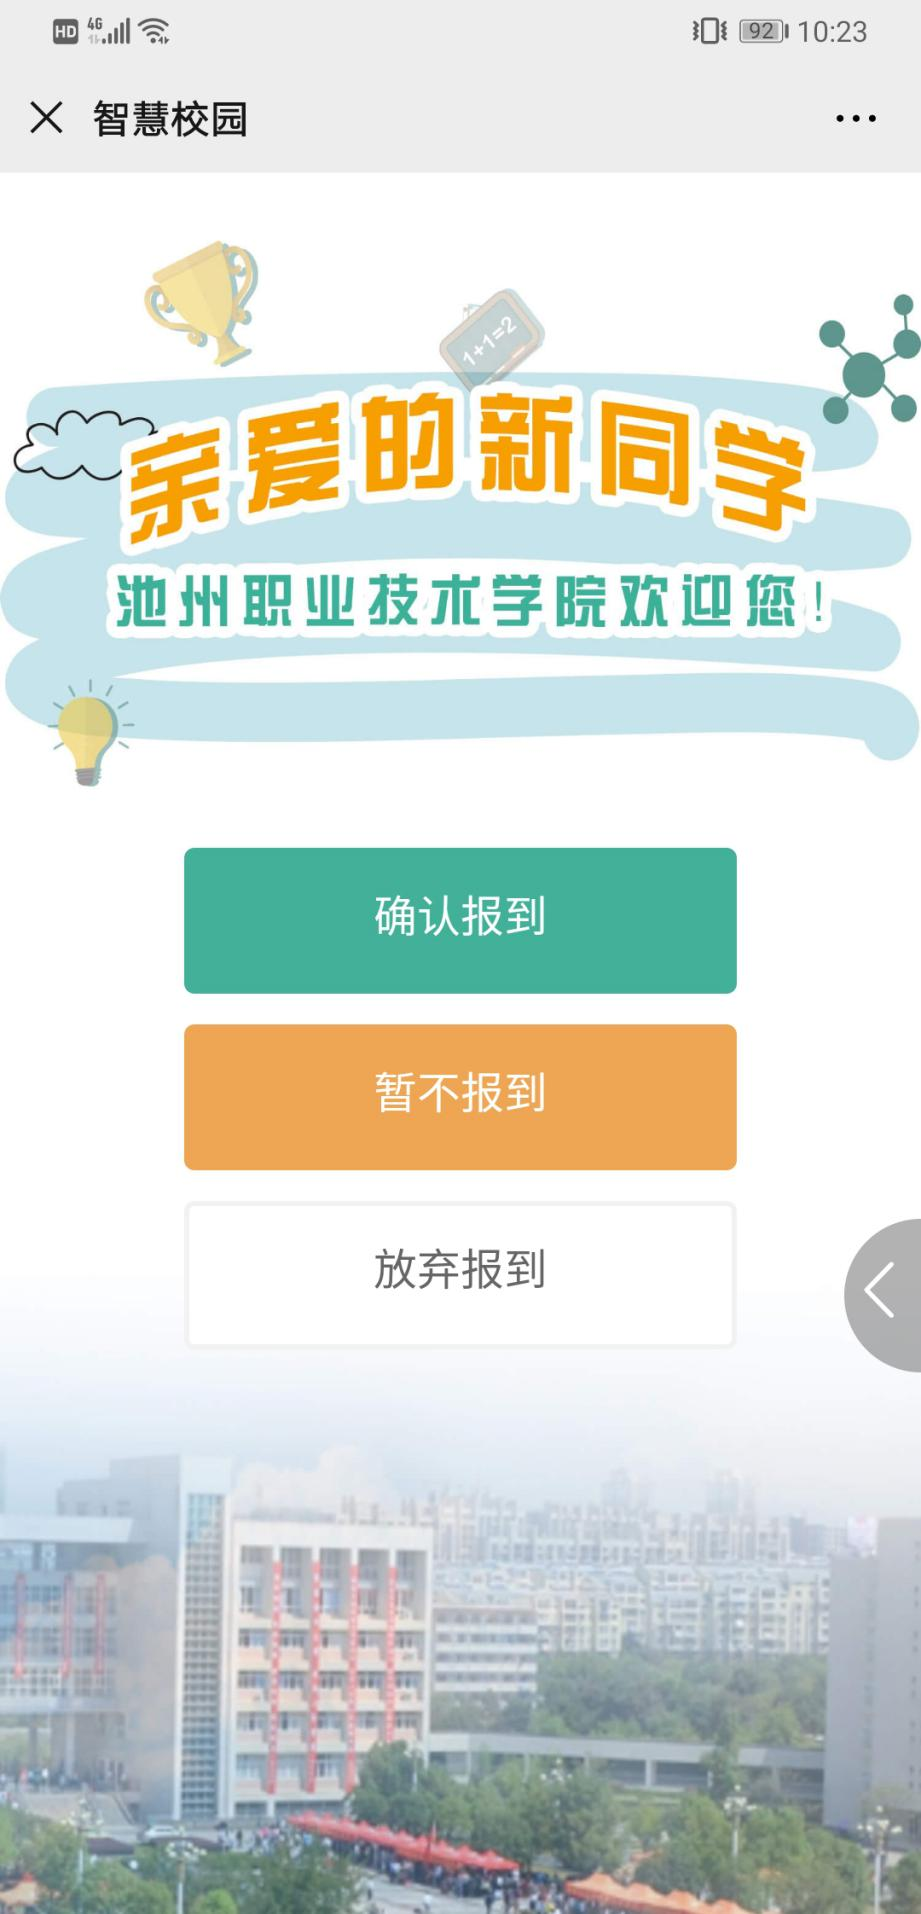 HD 4G 92 10:23
智慧校园
1+1=2
亲爱的新同学
池州职业技术学院欢迎您！
确认报到
暂不报到
放弃报到